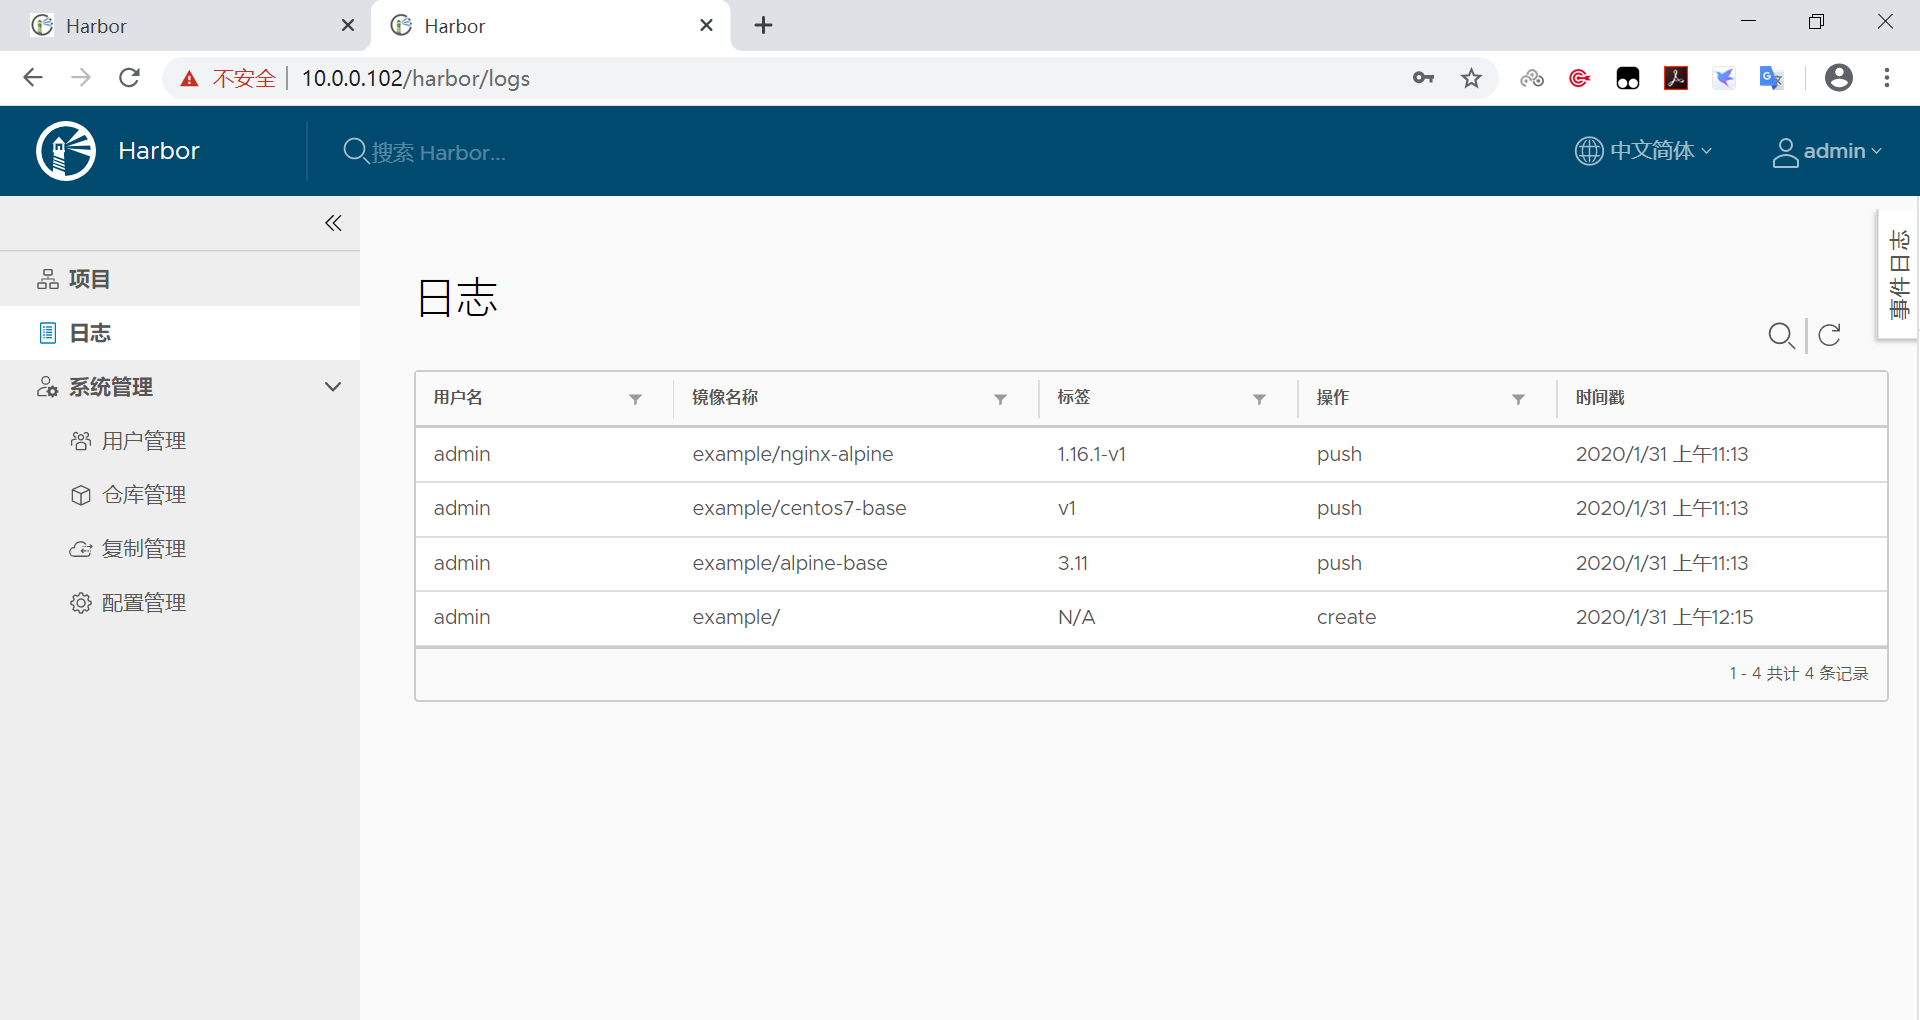 Harbor
Harbor
不安全
10.0.0.102/harbor/logs
Harbor
搜索 Harbor...
中文简体
admin
事件日志
项目
日志
系统管理
用户管理
仓库管理
复制管理
配置管理
日志
用户名 镜像名称 标签 操作 时间戳
admin example/nginx-alpine 1.16.1-v1 push 2020/1/31 上午11:13
admin example/centos7-base v1 push 2020/1/31 上午11:13
admin example/alpine-base 3.11 push 2020/1/31 上午11:13
admin example/ N/A create 2020/1/31 上午12:15
1 - 4 共计 4 条记录